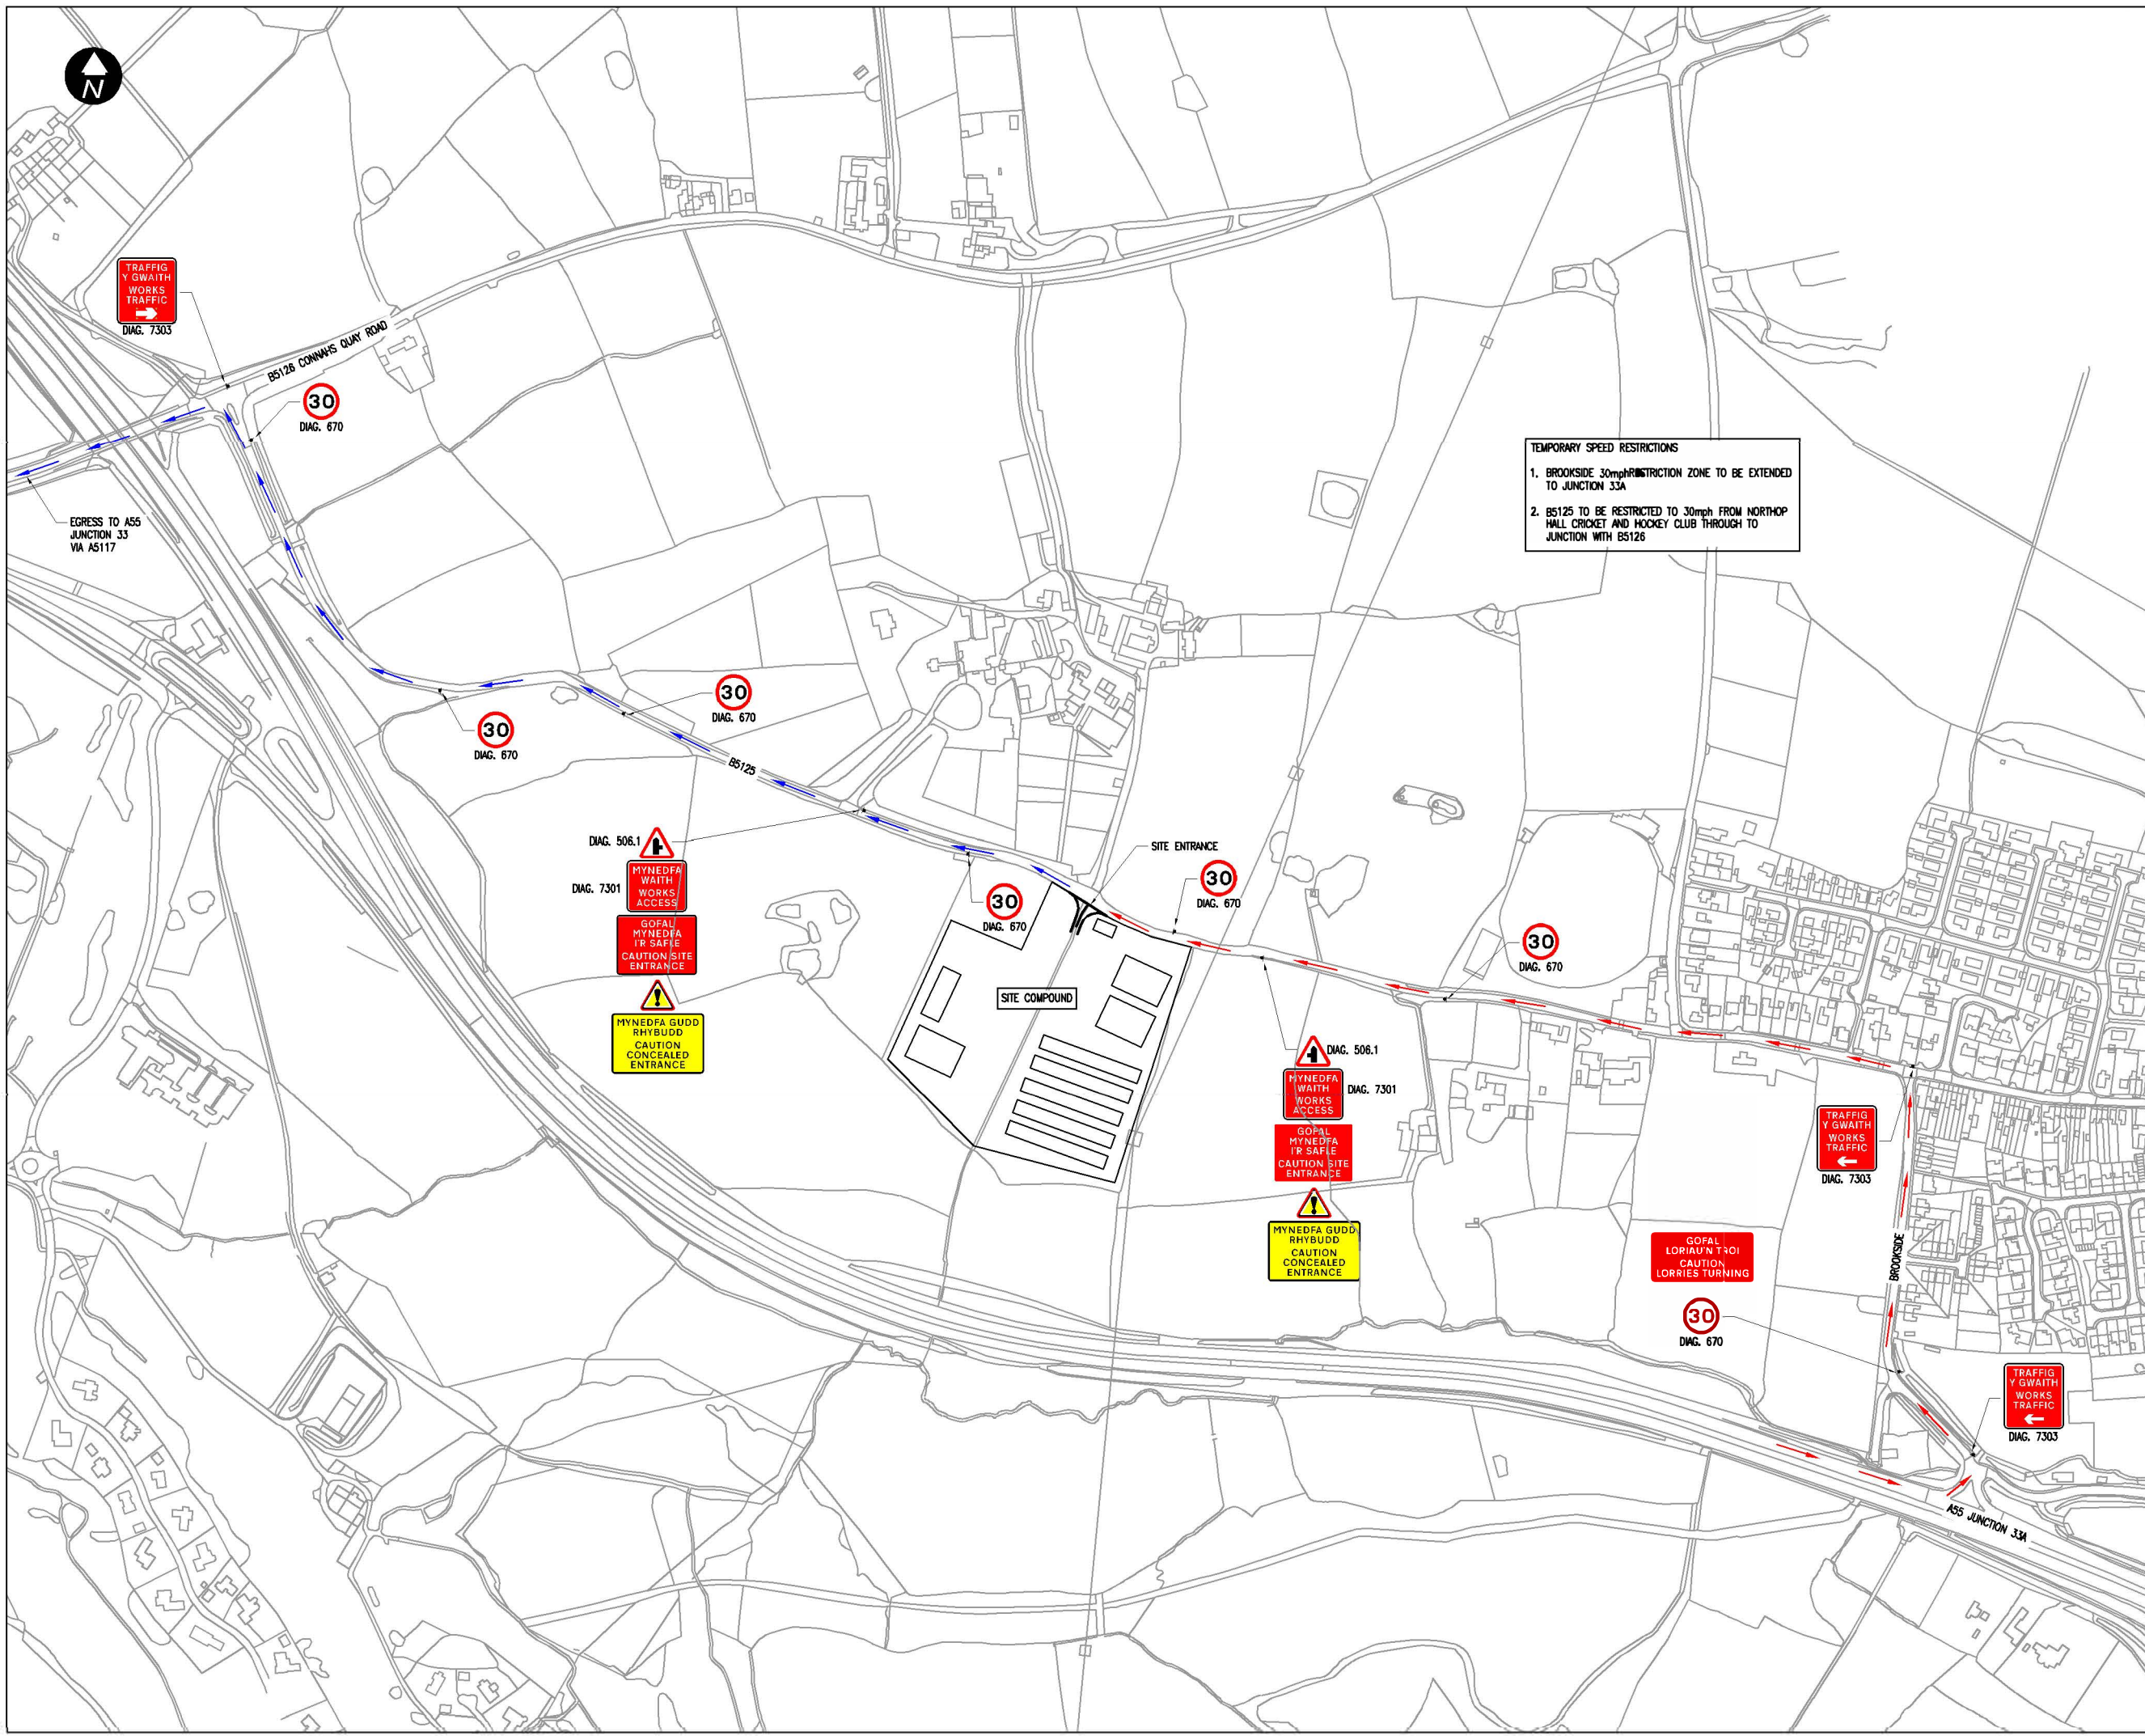 N
TRAFFIG
Y GWAITH
WORKS
TRAFFIC
DIAG. 7303
B5126 CONNAHS QUAY ROAD
30
DIAG. 670
EGRESS TO A55
JUNCTION 33
VIA A5117
TEMPORARY SPEED RESTRICTIONS
1. BROOKSIDE 30mph ZONE TO BE EXTENDED
TO JUNCTION 33A
2. B5125 TO BE RESTRICTED TO 30mph FROM NORTHOP
HALL CRICKET AND HOCKEY CLUB THROUGH TO
JUNCTION WITH B5126
30
DIAG. 670
30
DIAG. 670
B5125
DIAG. 506.1
DIAG. 7301
MYNEDFA
WAITH
WORKS
ACCESS
GOFAL
MYNEDFA
I'R SAFLE
CAUTION SITE
ENTRANCE
MYNEDFA GUDD
RHYBUDD
CAUTION
CONCEALED
ENTRANCE
SITE ENTRANCE
30
DIAG. 670
30
DIAG. 670
30
DIAG. 670
SITE COMPOUND
DIAG. 506.1
MYNEDFA
WAITH
WORKS
ACCESS
DIAG. 7301
GOFAL
MYNEDFA
I'R SAFLE
CAUTION SITE
ENTRANCE
MYNEDFA GUDD
RHYBUDD
CAUTION
CONCEALED
ENTRANCE
TRAFFIG
Y GWAITH
WORKS
TRAFFIC
DIAG. 7303
BROOKSIDE
GOFAL
LORIAU'N TROI
CAUTION
LORRIES TURNING
30
DIAG. 670
TRAFFIG
Y GWAITH
WORKS
TRAFFIC
DIAG. 7303
A55 JUNCTION 33A